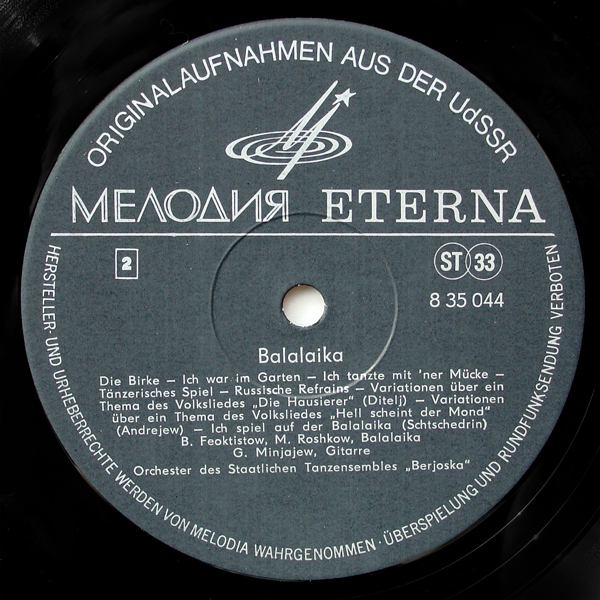 ORIGINALAUFNAHMEN AUS DER UdSSR
МЕЛОДИЯ ETERNA
2
ST 33
8 35 044
Balalaika
Die Birke — Ich war im Garten — Ich tanzte mit 'ner Mücke —
Tänzerisches Spiel — Russische Refrains — Variationen über ein
Thema des Volksliedes „Die Hausierer" (Ditelj) — Variationen
über ein Thema des Volksliedes „Hell scheint der Mond"
(Andrejew) — Ich spiel auf der Balalaika (Schtschedrin)
B. Feoktistow, M. Roshkow, Balalaika
G. Minjajew, Gitarre
Orchester des Staatlichen Tanzensembles „Berjoska"
HERSTELLER- UND URHEBERRECHTE WERDEN VON MELODIA WAHRGENOMMEN · ÜBERSPIELUNG UND RUNDFUNKSENDUNG VERBOTEN